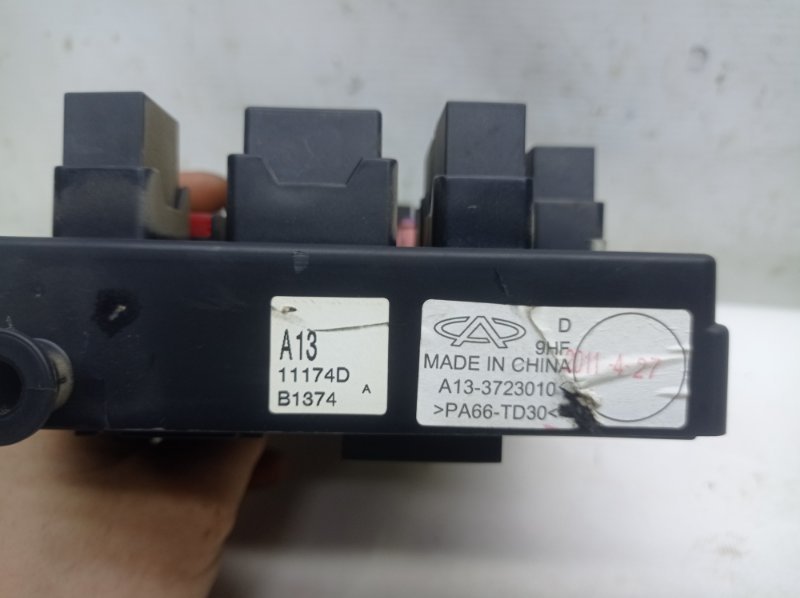 A13
11174D
B1374 A
D
9HF
MADE IN CHINA
2011 4-27
A13-3723010
>PA66-TD30<